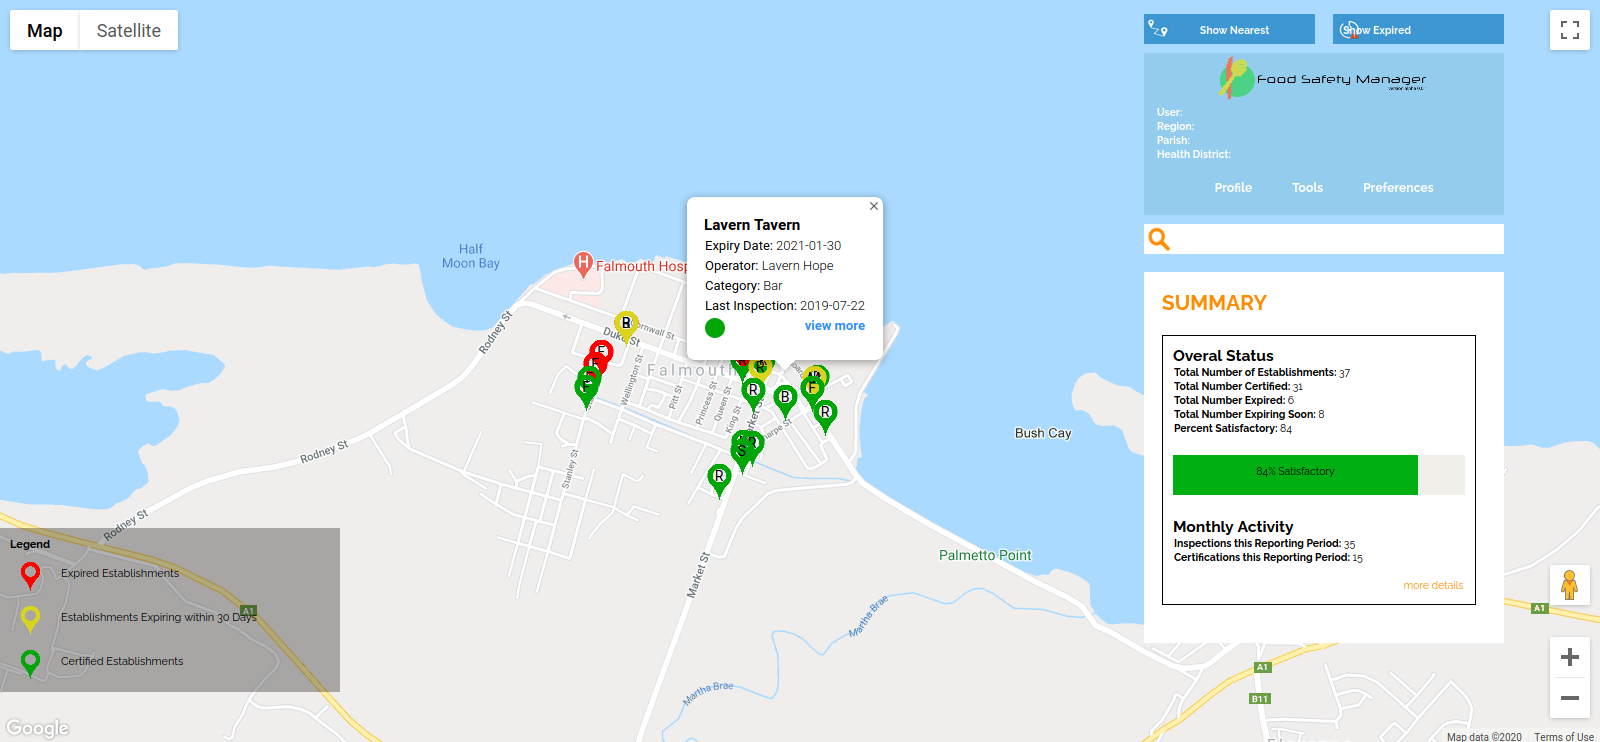 Map
Satellite
Show Nearest
Show Expired
Food Safety Manager
User:
Region:
Parish:
Health District:
Profile
Tools
Preferences
SUMMARY
Overal Status
Total Number of Establishments: 37
Total Number Certified: 31
Total Number Expired: 6
Total Number Expiring Soon: 8
Percent Satisfactory: 84
84% Satisfactory
Monthly Activity
Inspections this Reporting Period: 35
Certifications this Reporting Period: 15
more details
Lavern Tavern
Expiry Date: 2021-01-30
Operator: Lavern Hope
Category: Bar
Last Inspection: 2019-07-22
view more
Half
Moon Bay
H
Falmouth Hosp
Rodney St
Duke St
Wellington St
Falmouth
Pitt St
Princess St
Queen St
King St
Stanley St
B
R
R
R
S
F
Rodney St
Rodney St
Market St
Bush Cay
Palmetto Point
Martha Brae
Martha Brae
A1
A1
A1
B11
Legend
Expired Establishments
Establishments Expiring within 30 Days
Certified Establishments
Google
Map data ©2020
Terms of Use